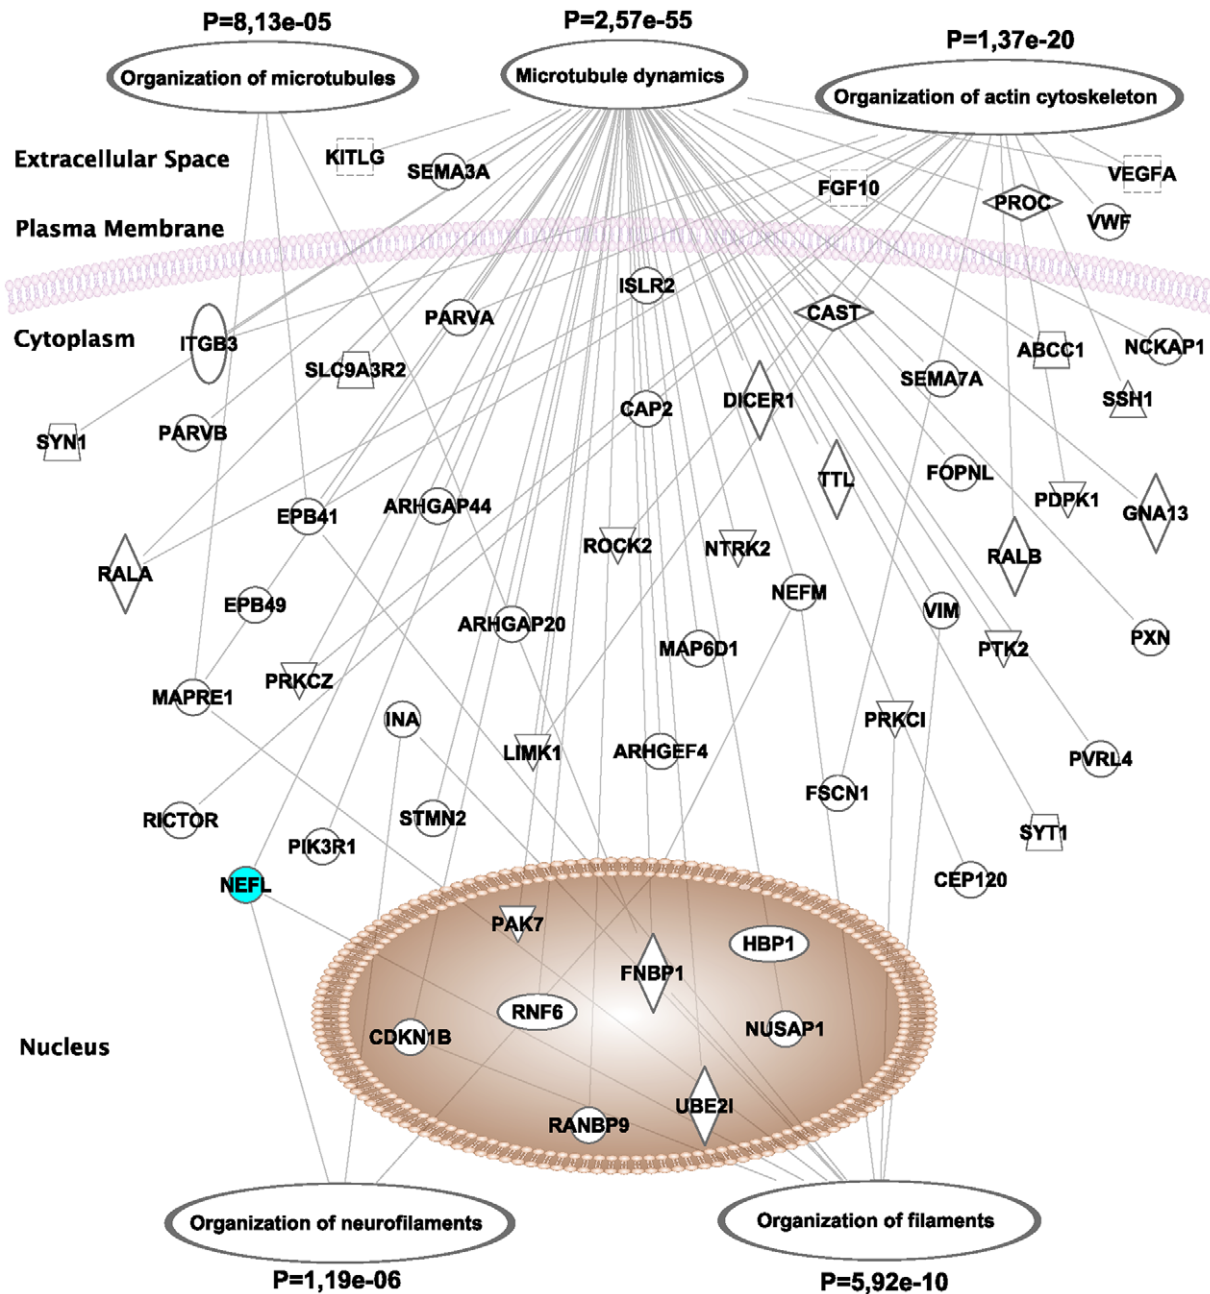 P=8,13e-05
P=2,57e-55
P=1,37e-20
Organization of microtubules
Microtubule dynamics
Organization of actin cytoskeleton
Extracellular Space
KITLG
SEMA3A
FGF10
PROC
VEGFA
VWF
Plasma Membrane
ISLR2
Cytoplasm
ITGB3
PARVA
CAST
SLC9A3R2
ABCC1
NCKAP1
SEMA7A
SSH1
DICER1
CAP2
SYN1
PARVB
TTL
FOPNL
PDPK1
GNA13
ARHGAP44
EPB41
ROCK2
NTRK2
RALB
RALA
NEFM
EPB49
VIM
ARHGAP20
MAP6D1
PTK2
PXN
PRKCZ
MAPRE1
INA
PRKCI
LIMK1
ARHGEF4
PVRL4
FSCN1
RICTOR
STMN2
SYT1
PIK3R1
NEFL
CEP120
PAK7
HBP1
FNBP1
RNF6
NUSAP1
CDKN1B
Nucleus
UBE2I
RANBP9
Organization of neurofilaments
Organization of filaments
P=1,19e-06
P=5,92e-10